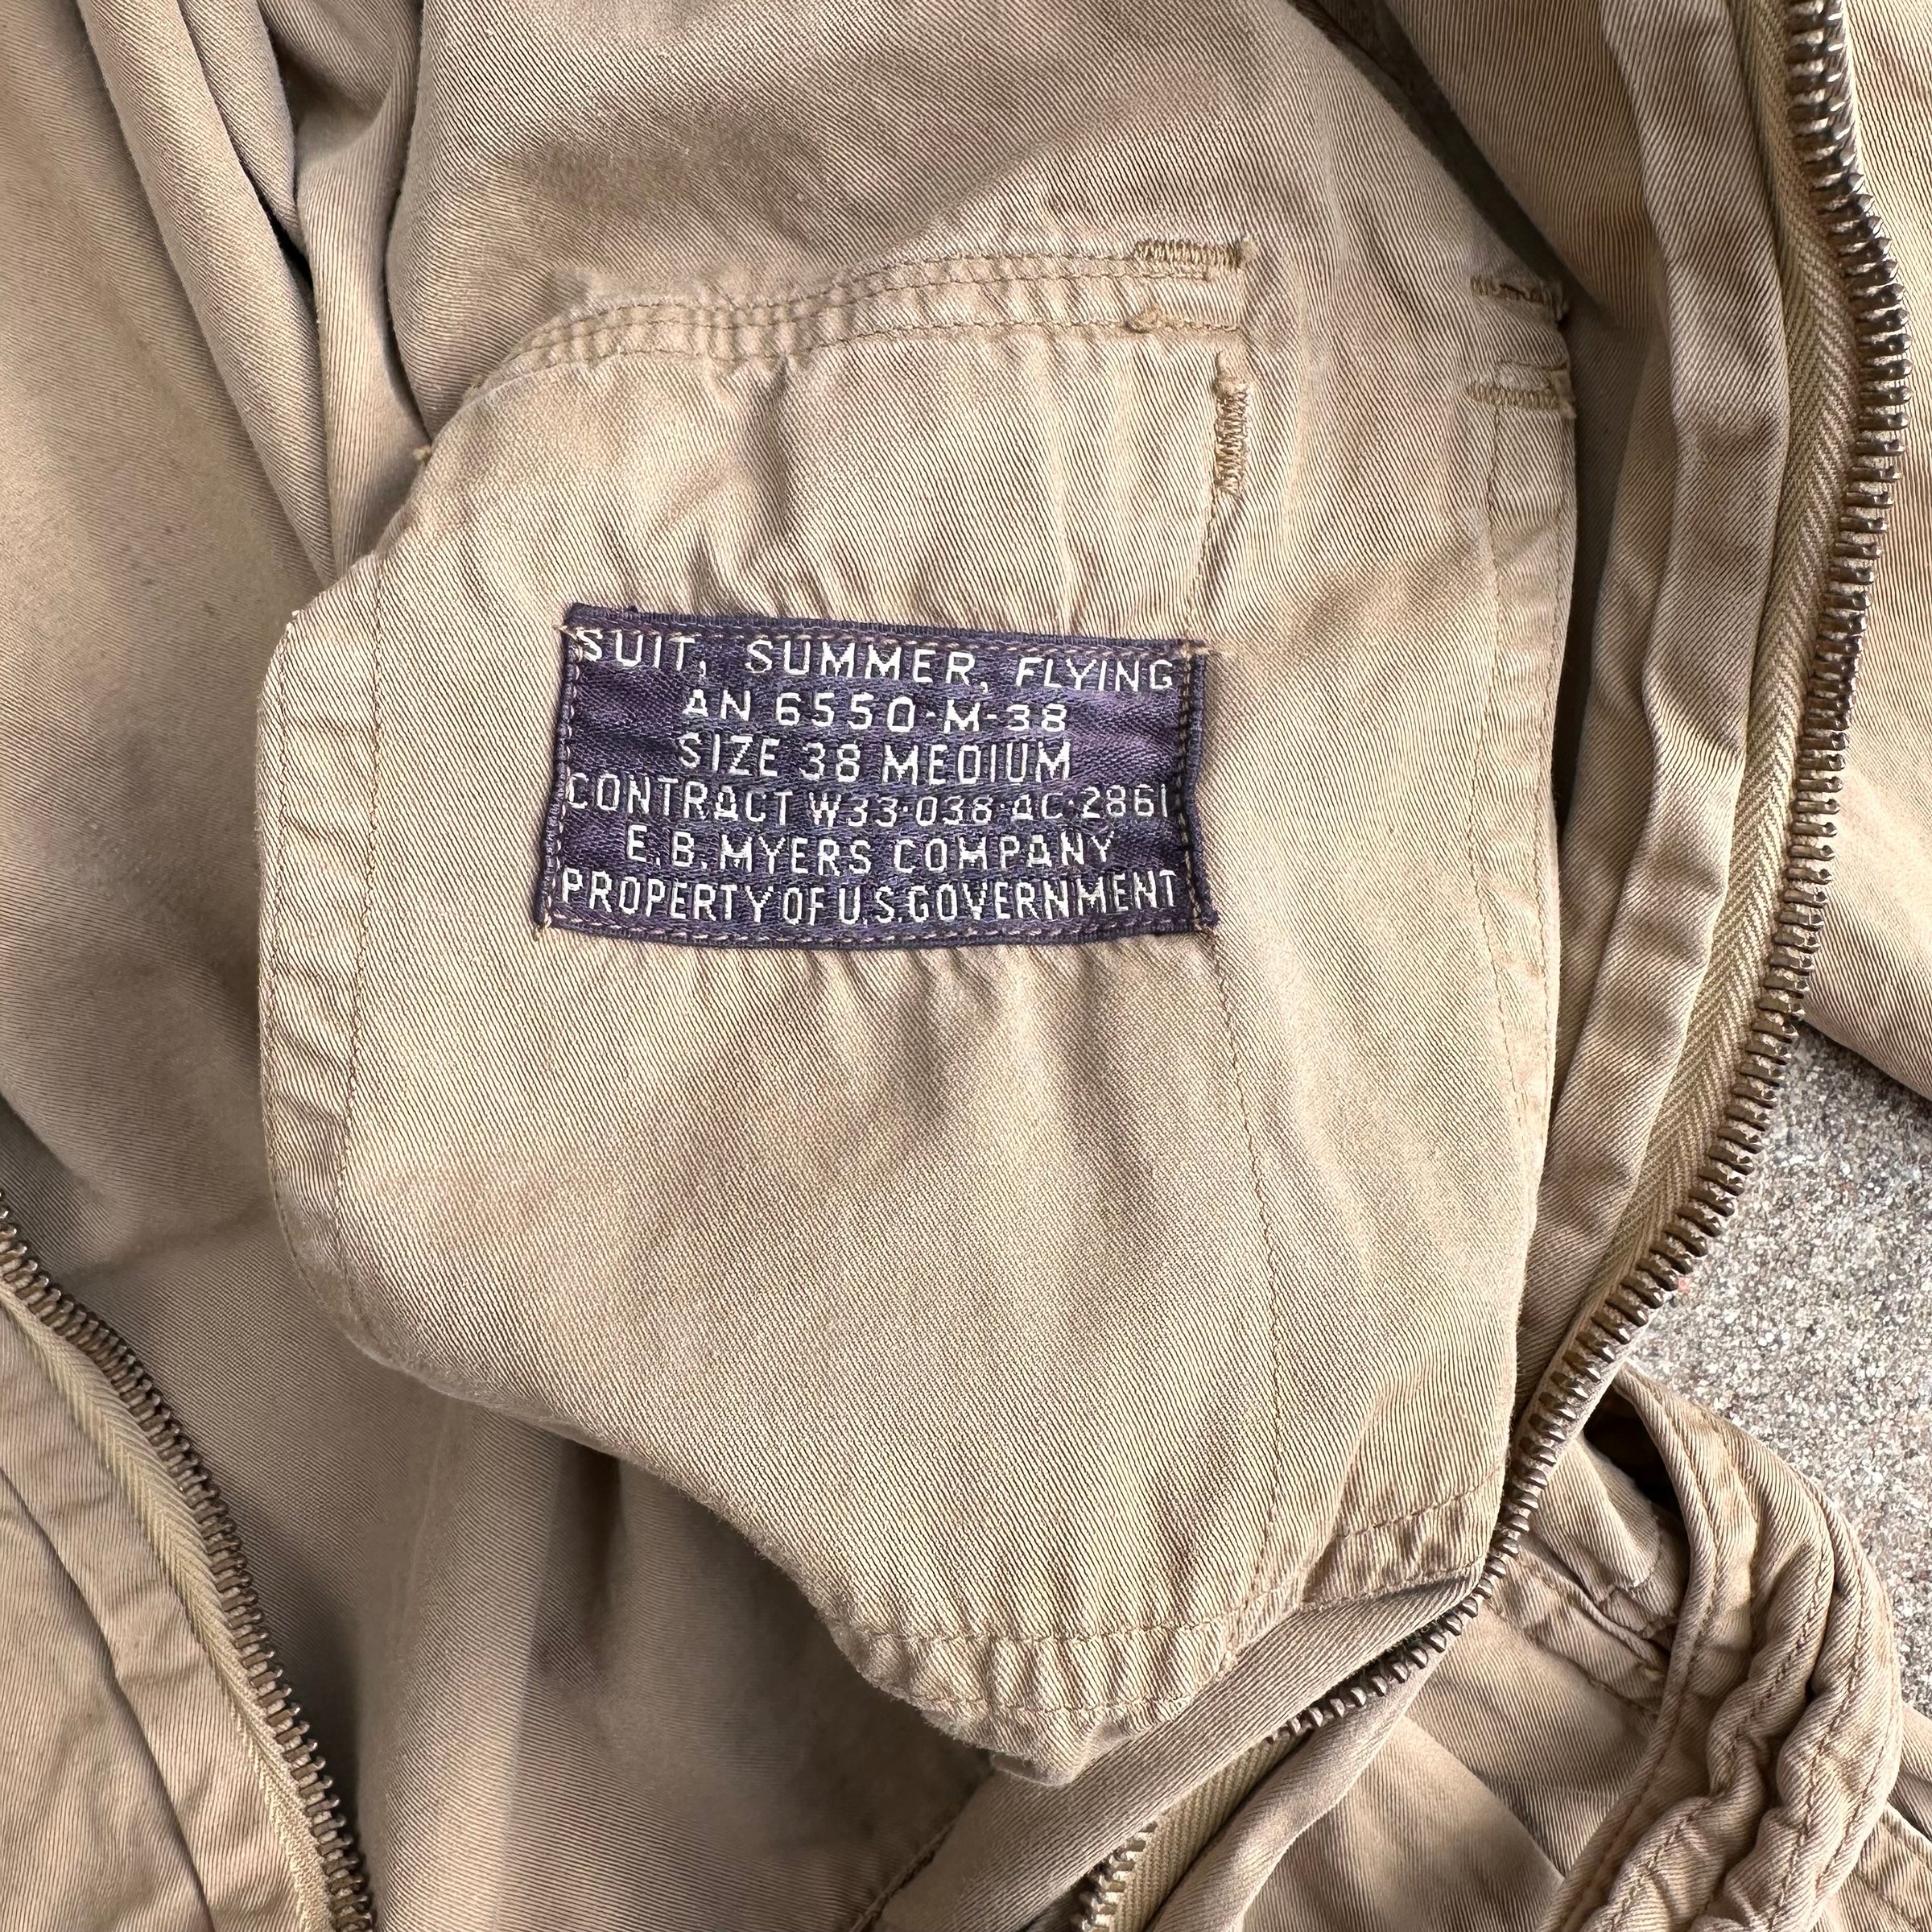 SUIT, SUMMER, FLYING
AN 6550-M-38
SIZE 38 MEDIUM
CONTRACT W33-038-AC-2861
E.B. MYERS COMPANY
PROPERTY OF U.S. GOVERNMENT